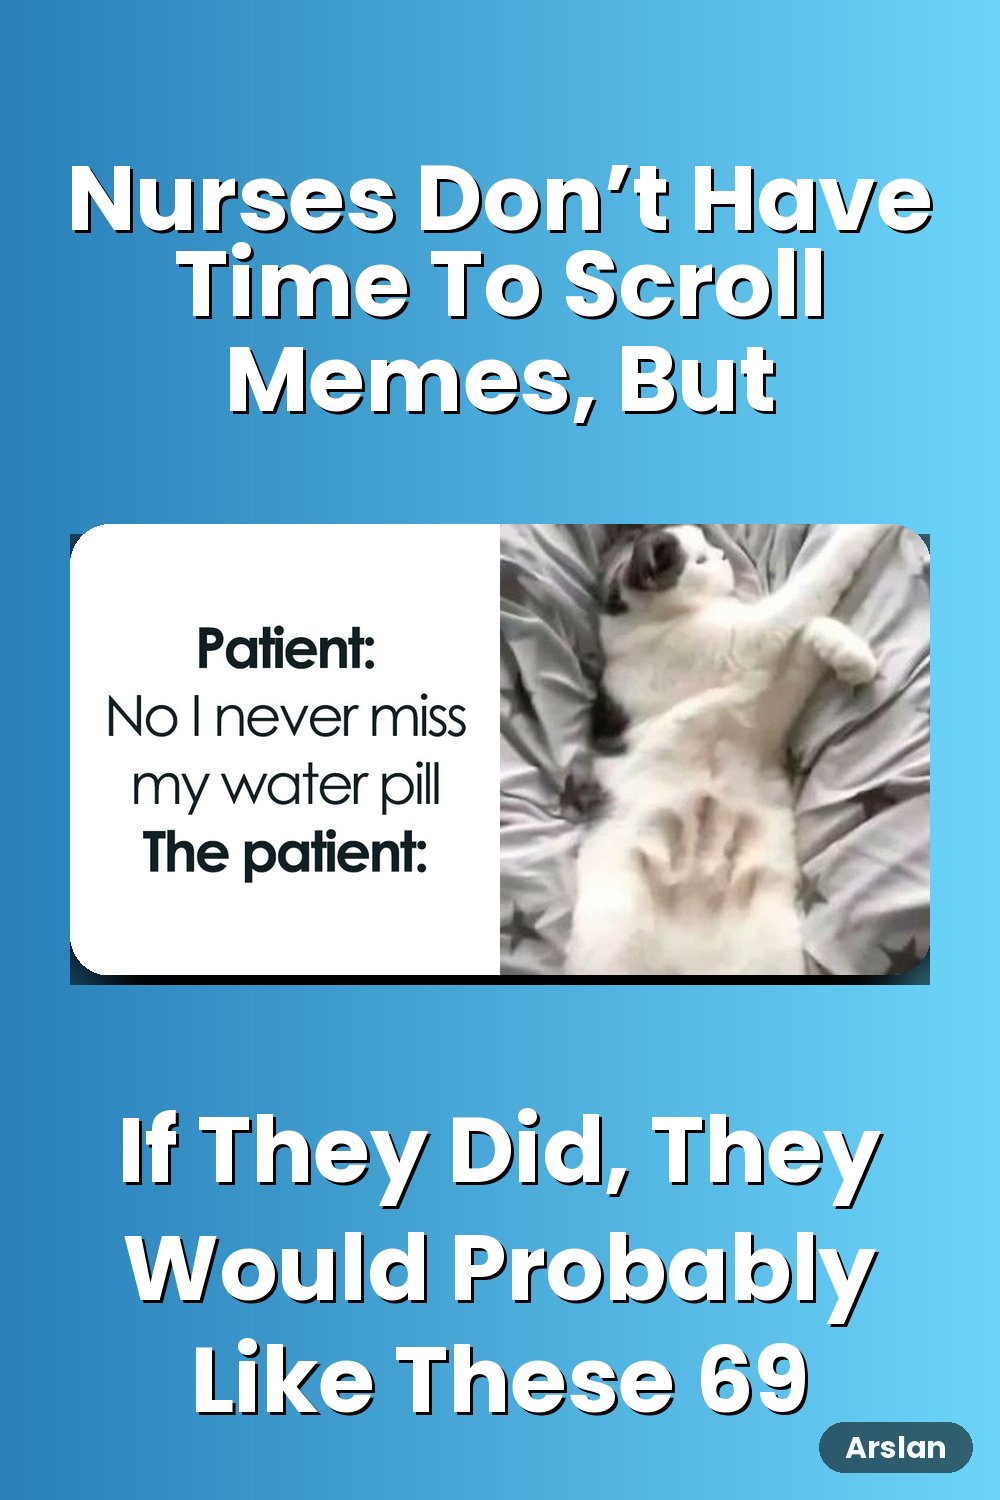 Nurses Don’t Have
Time To Scroll
Memes, But
Patient:
No I never miss
my water pill
The patient:
If They Did, They
Would Probably
Like These 69
Arslan